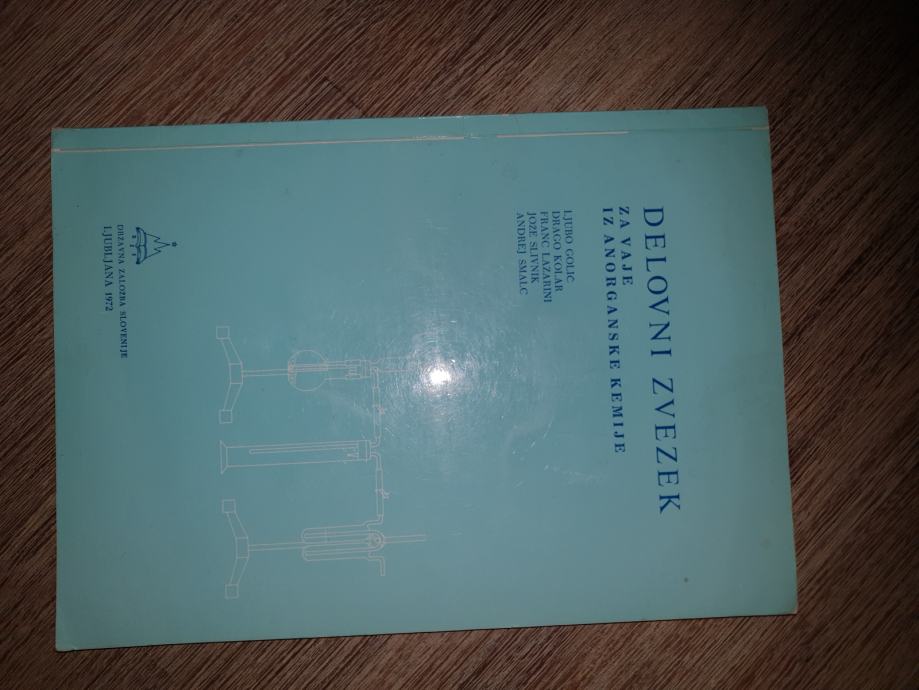 DELOVNI ZVEZEK
ZA VAJE
IZ ANORGANSKE KEMIJE
LJUBO GOLIČ
DRAGO KOLAR
FRANC LAZARINI
JOŽE SLIVNIK
ANDREJ ŠMALC
DRŽAVNA ZALOŽBA SLOVENIJE
LJUBLJANA 1972